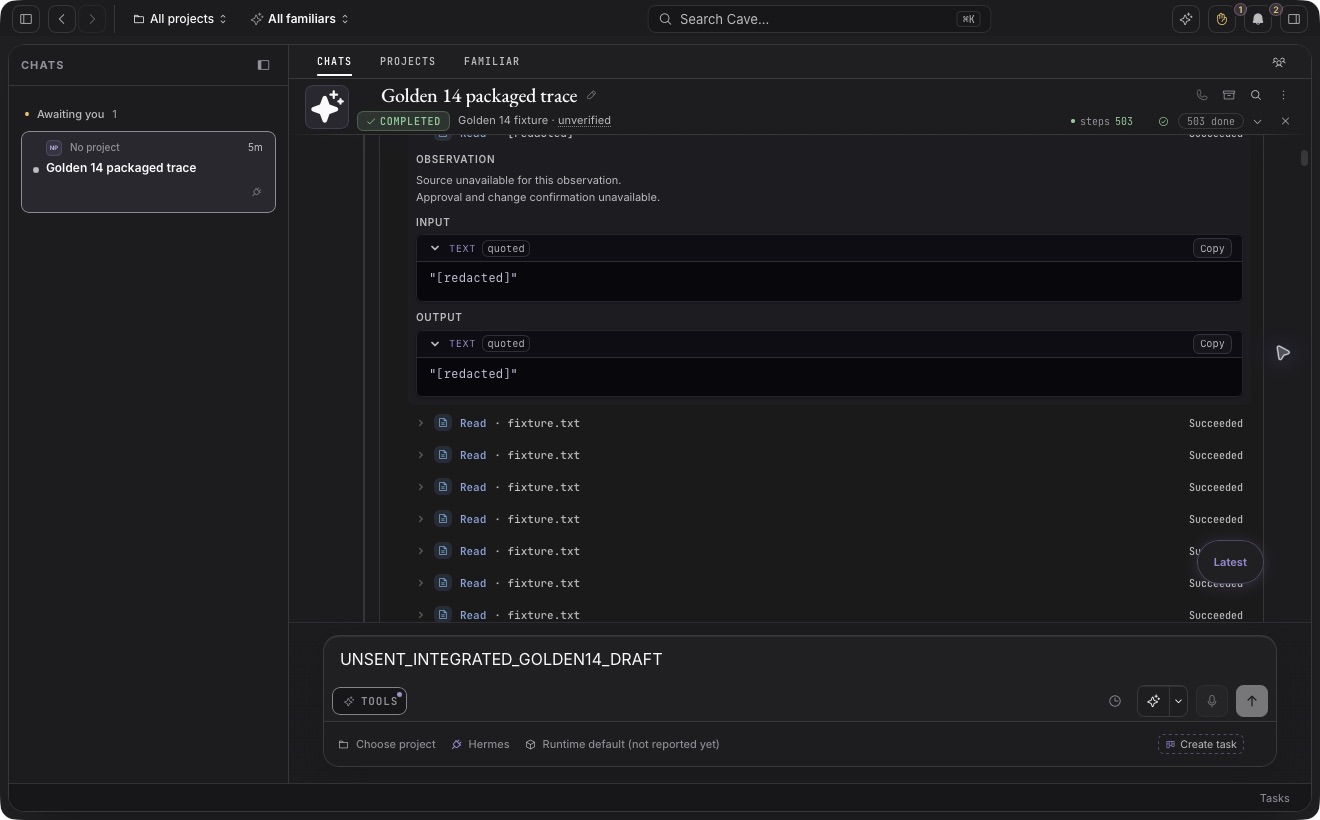 All projects
All familiars
Search Cave...
⌘K
1
2
CHATS
Awaiting you 1
NP No project 5m
Golden 14 packaged trace
CHATS PROJECTS FAMILIAR
Golden 14 packaged trace
COMPLETED Golden 14 fixture · unverified
steps 503 503 done
OBSERVATION
Source unavailable for this observation.
Approval and change confirmation unavailable.
INPUT
TEXT quoted Copy
"[redacted]"
OUTPUT
TEXT quoted Copy
"[redacted]"
Read · fixture.txt Succeeded
Read · fixture.txt Succeeded
Read · fixture.txt Succeeded
Read · fixture.txt Succeeded
Read · fixture.txt
Latest
Read · fixture.txt Succeeded
Read · fixture.txt Succeeded
UNSENT_INTEGRATED_GOLDEN14_DRAFT
TOOLS
Choose project Hermes Runtime default (not reported yet) Create task
Tasks